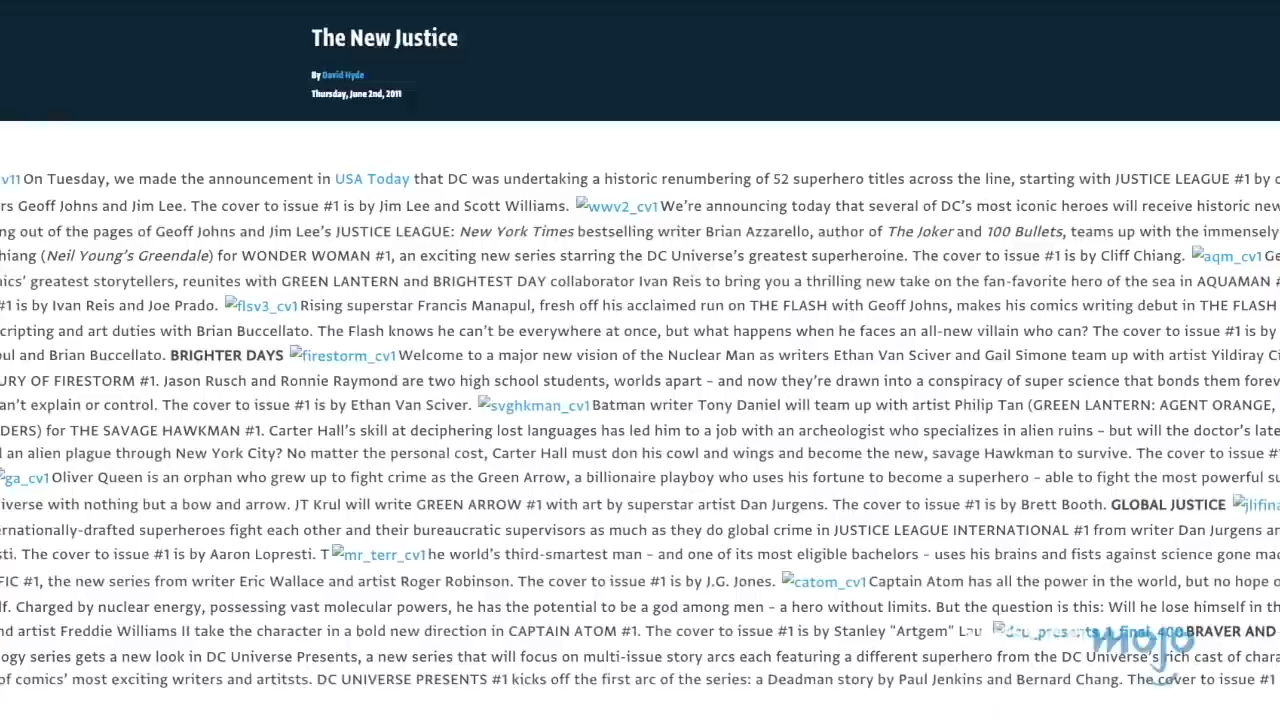 The New Justice
By David Hyde
Thursday, June 2nd, 2011
v11 On Tuesday, we made the announcement in USA Today that DC was undertaking a historic renumbering of 52 superhero titles across the line, starting with JUSTICE LEAGUE #1 by
rs Geoff Johns and Jim Lee. The cover to issue #1 is by Jim Lee and Scott Williams. wwv2_cv1 We’re announcing today that several of DC’s most iconic heroes will receive historic new
ng out of the pages of Geoff Johns and Jim Lee’s JUSTICE LEAGUE: New York Times bestselling writer Brian Azzarello, author of The Joker and 100 Bullets, teams up with the immensely
hiang (Neil Young’s Greendale) for WONDER WOMAN #1, an exciting new series starring the DC Universe’s greatest superheroine. The cover to issue #1 is by Cliff Chiang. aqm_cv1 Ge
ics’ greatest storytellers, reunites with GREEN LANTERN and BRIGHTEST DAY collaborator Ivan Reis to bring you a thrilling new take on the fan-favorite hero of the sea in AQUAMAN #
#1 is by Ivan Reis and Joe Prado. flsv3_cv1 Rising superstar Francis Manapul, fresh off his acclaimed run on THE FLASH with Geoff Johns, makes his comics writing debut in THE FLASH
cripting and art duties with Brian Buccellato. The Flash knows he can’t be everywhere at once, but what happens when he faces an all-new villain who can? The cover to issue #1 is by
oul and Brian Buccellato. BRIGHTER DAYS firestorm_cv1 Welcome to a major new vision of the Nuclear Man as writers Ethan Van Sciver and Gail Simone team up with artist Yildiray Ci
URY OF FIRESTORM #1. Jason Rusch and Ronnie Raymond are two high school students, worlds apart – and now they’re drawn into a conspiracy of super science that bonds them forev
an’t explain or control. The cover to issue #1 is by Ethan Van Sciver. svghkman_cv1 Batman writer Tony Daniel will team up with artist Philip Tan (GREEN LANTERN: AGENT ORANGE,
DERS) for THE SAVAGE HAWKMAN #1. Carter Hall’s skill at deciphering lost languages has led him to a job with an archeologist who specializes in alien ruins – but will the doctor’s late
d an alien plague through New York City? No matter the personal cost, Carter Hall must don his cowl and wings and become the new, savage Hawkman to survive. The cover to issue #1
ga_cv1 Oliver Queen is an orphan who grew up to fight crime as the Green Arrow, a billionaire playboy who uses his fortune to become a superhero – able to fight the most powerful su
iverse with nothing but a bow and arrow. JT Krul will write GREEN ARROW #1 with art by superstar artist Dan Jurgens. The cover to issue #1 is by Brett Booth. GLOBAL JUSTICE jlifina
ernationally-drafted superheroes fight each other and their bureaucratic supervisors as much as they do global crime in JUSTICE LEAGUE INTERNATIONAL #1 from writer Dan Jurgens an
sti. The cover to issue #1 is by Aaron Lopresti. T mr_terr_cv1 he world’s third-smartest man – and one of its most eligible bachelors – uses his brains and fists against science gone mad
FIC #1, the new series from writer Eric Wallace and artist Roger Robinson. The cover to issue #1 is by J.G. Jones. catom_cv1 Captain Atom has all the power in the world, but no hope o
lf. Charged by nuclear energy, possessing vast molecular powers, he has the potential to be a god among men – a hero without limits. But the question is this: Will he lose himself in th
nd artist Freddie Williams II take the character in a bold new direction in CAPTAIN ATOM #1. The cover to issue #1 is by Stanley "Artgem" Lau dcu_presents_1_final_400 BRAVER AND
ogy series gets a new look in DC Universe Presents, a new series that will focus on multi-issue story arcs each featuring a different superhero from the DC Universe’s rich cast of chara
of comics’ most exciting writers and artitsts. DC UNIVERSE PRESENTS #1 kicks off the first arc of the series: a Deadman story by Paul Jenkins and Bernard Chang. The cover to issue #1
mojo